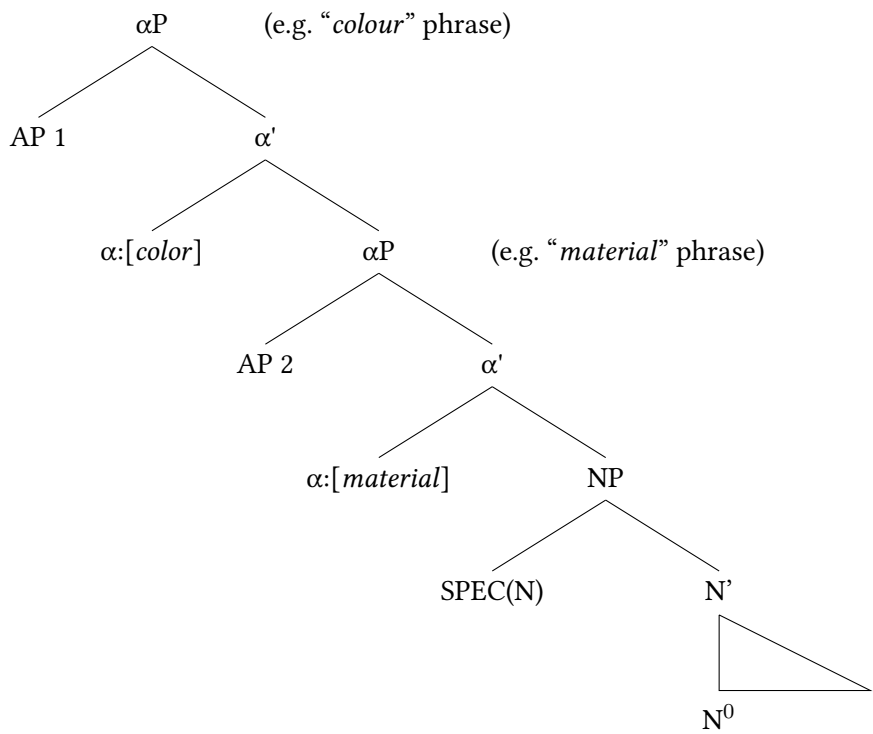 αP (e.g. “colour” phrase)
AP 1 α'
α:[color] αP (e.g. “material” phrase)
AP 2 α'
α:[material] NP
SPEC(N) N’
N⁰